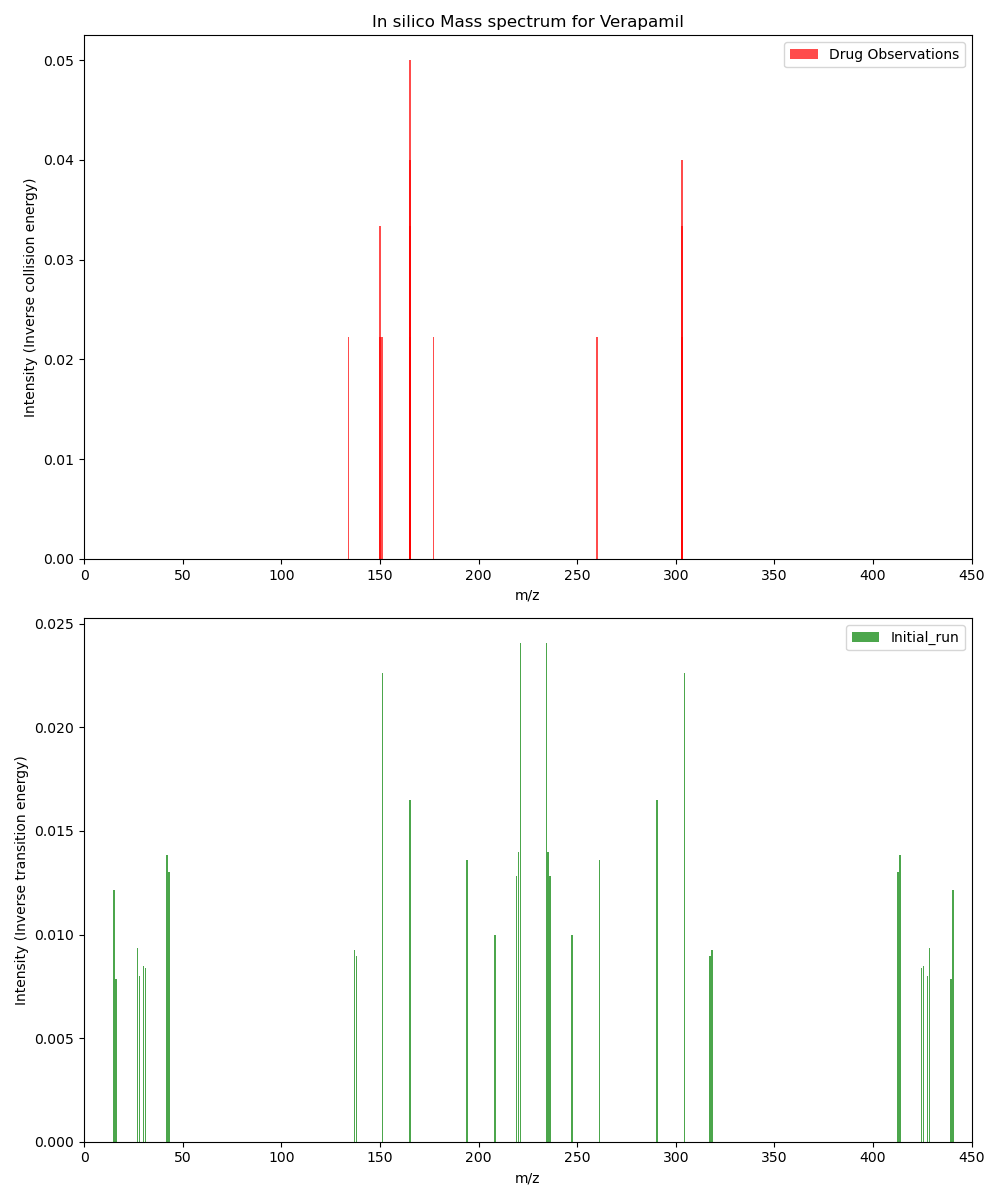 In silico Mass spectrum for Verapamil
Drug Observations
0.05
0.04
0.03
0.02
0.01
0.00
Intensity (Inverse collision energy)
0 50 100 150 200 250 300 350 400 450
m/z
Initial_run
0.025
0.020
0.015
0.010
0.005
0.000
Intensity (Inverse transition energy)
0 50 100 150 200 250 300 350 400 450
m/z